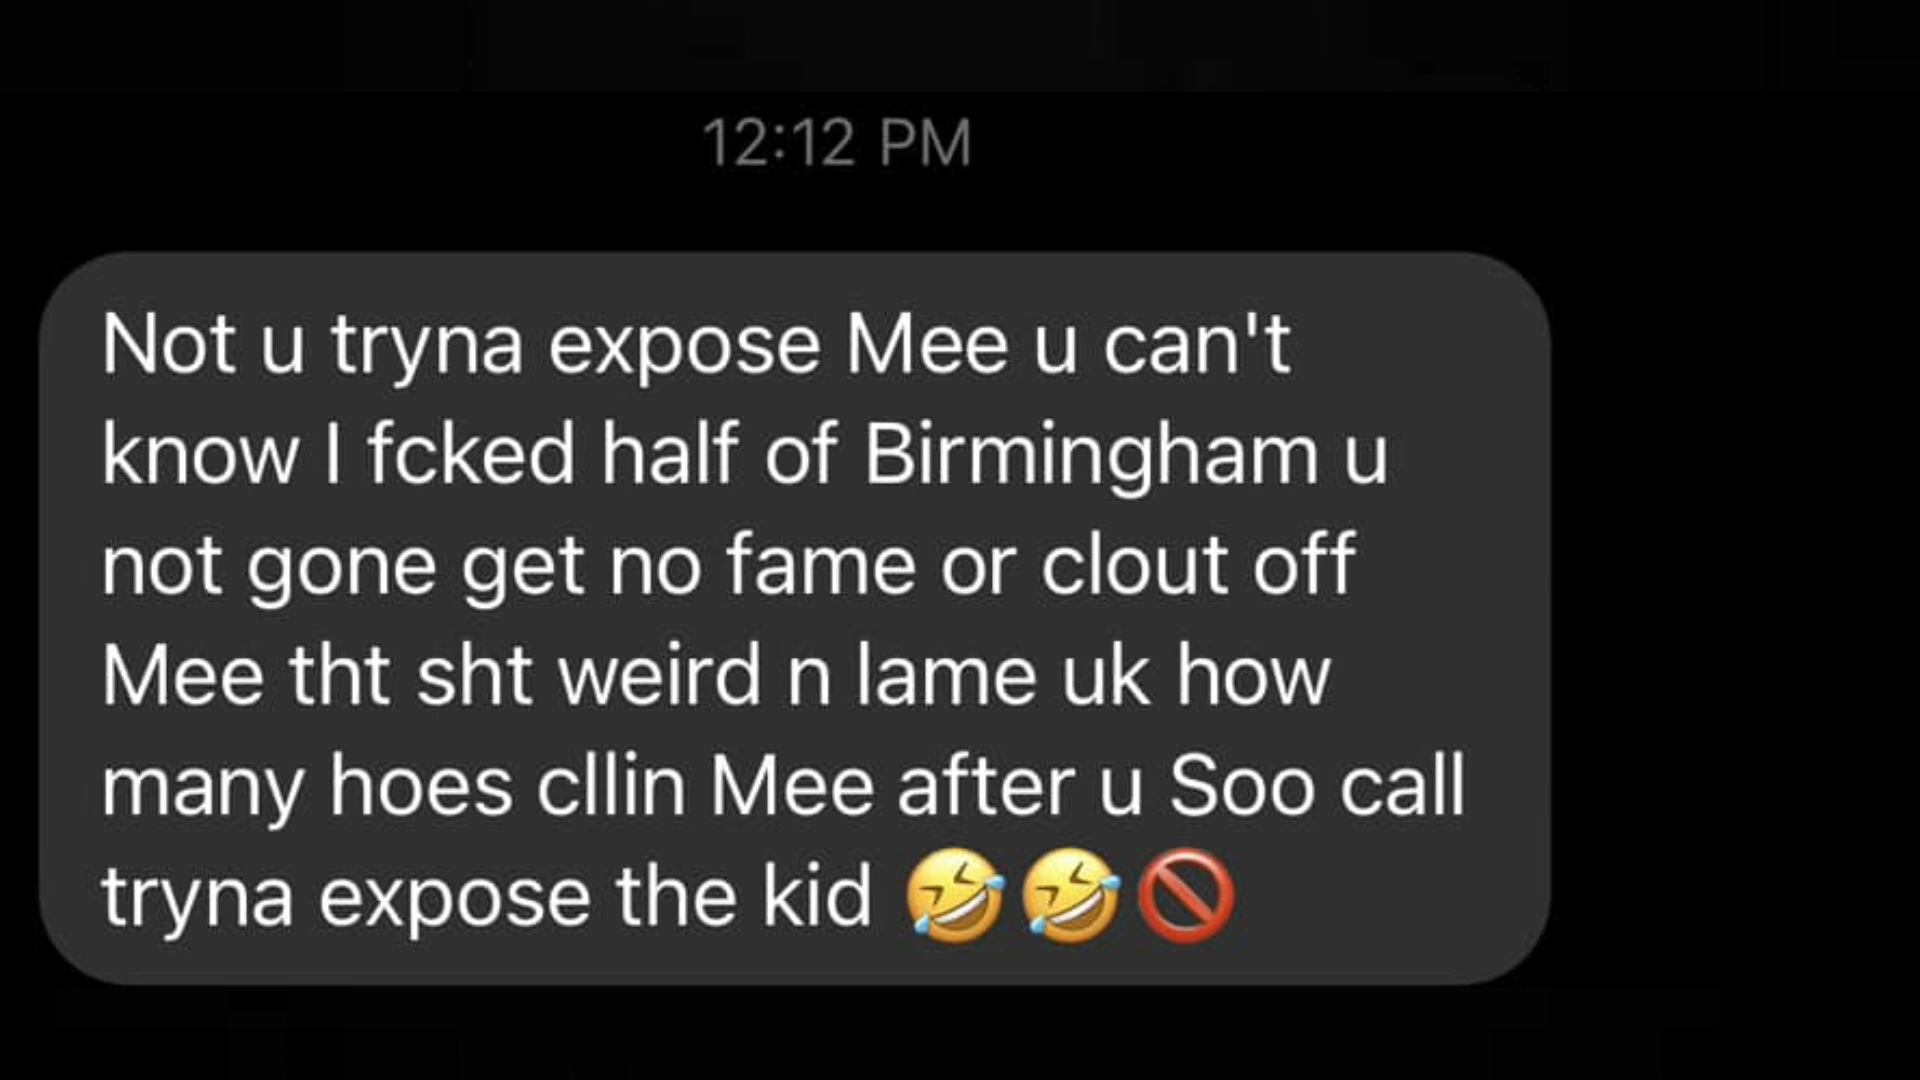 12:12 PM
Not u tryna expose Mee u can't
know I fcked half of Birmingham u
not gone get no fame or clout off
Mee tht sht weird n lame uk how
many hoes cllin Mee after u Soo call
tryna expose the kid 🤣🤣🚫